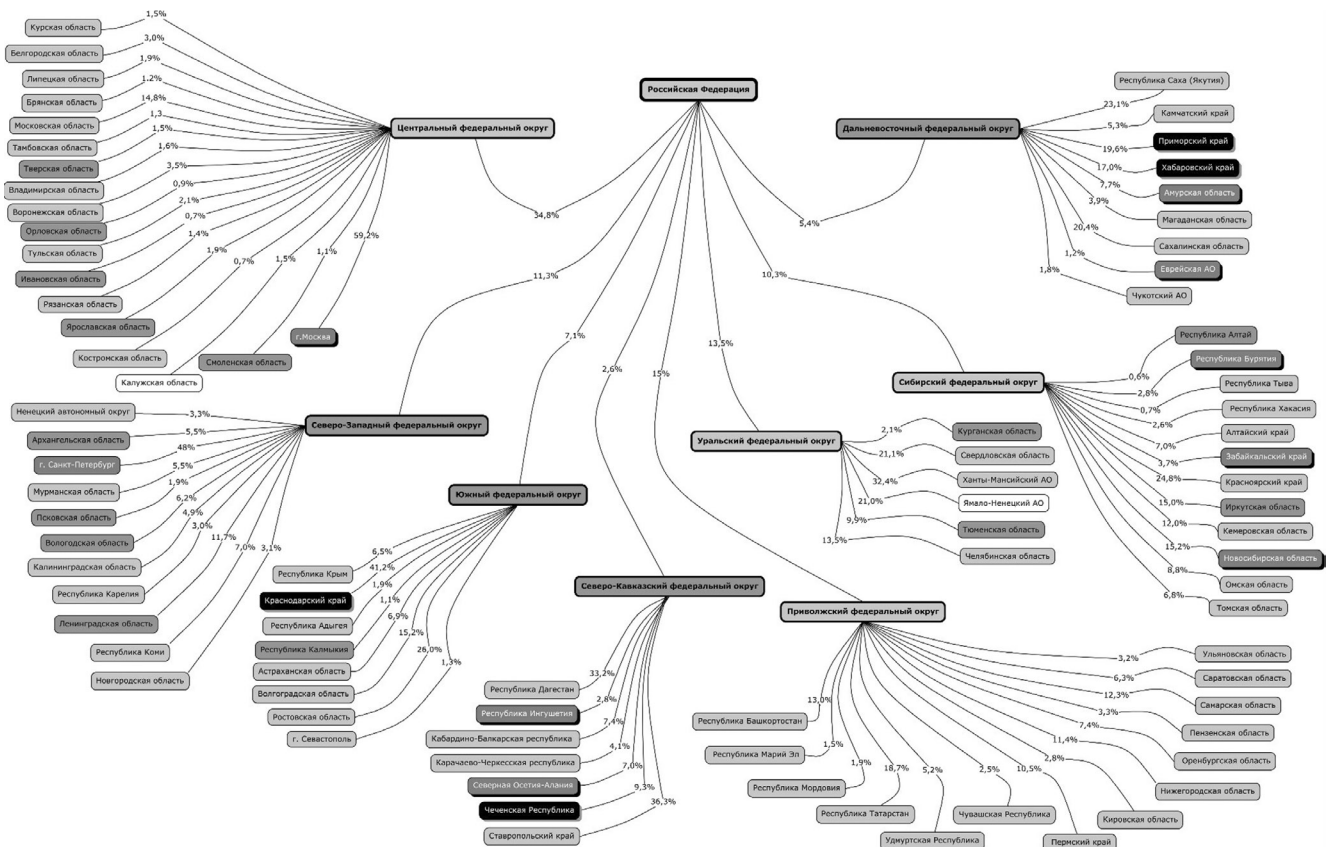 Российская Федерация
Центральный федеральный округ
34,8%
Курская область
1,5%
Белгородская область
3,0%
Липецкая область
1,9%
Брянская область
1.2%
Московская область
14,8%
Тамбовская область
1,3
Тверская область
1,5%
Владимирская область
1,6%
Воронежская область
3,5%
Орловская область
0,9%
Тульская область
2,1%
Ивановская область
0,7%
Рязанская область
1,4%
Ярославская область
1,9%
Костромская область
0,7%
Калужская область
1,5%
Смоленская область
1,1%
г.Москва
59,2%
Дальневосточный федеральный округ
5,4%
Республика Саха (Якутия)
23,1%
Камчатский край
5,3%
Приморский край
19,6%
Хабаровский край
17,0%
Амурская область
7,7%
Магаданская область
3,9%
Сахалинская область
20,4%
Еврейская АО
1,2%
Чукотский АО
1,8%
Северо-Западный федеральный округ
11,3%
Ненецкий автономный округ
3,3%
Архангельская область
5,5%
г. Санкт-Петербург
48%
Мурманская область
5,5%
Псковская область
1,9%
Вологодская область
6,2%
Калининградская область
4,9%
Республика Карелия
3,0%
Ленинградская область
11,7%
Республика Коми
7,0%
Новгородская область
3,1%
Южный федеральный округ
7,1%
Республика Крым
6,5%
Краснодарский край
41,2%
Республика Адыгея
1,9%
Республика Калмыкия
1,1%
Астраханская область
6,9%
Волгоградская область
15,2%
Ростовская область
26,0%
г. Севастополь
1,3%
Северо-Кавказский федеральный округ
2,6%
Республика Дагестан
33,2%
Республика Ингушетия
2,8%
Кабардино-Балкарская республика
7,4%
Карачаево-Черкесская республика
4,1%
Северная Осетия-Алания
7,0%
Чеченская Республика
9,3%
Ставропольский край
36,3%
Уральский федеральный округ
13,5%
Курганская область
2,1%
Свердловская область
21,1%
Ханты-Мансийский АО
32,4%
Ямало-Ненецкий АО
21,0%
Тюменская область
9,9%
Челябинская область
13,5%
Сибирский федеральный округ
10,3%
Республика Алтай
0,6%
Республика Бурятия
2,8%
Республика Тыва
0,7%
Республика Хакасия
2,6%
Алтайский край
7,0%
Забайкальский край
3,7%
Красноярский край
24,8%
Иркутская область
15,0%
Кемеровская область
12,0%
Новосибирская область
15,2%
Омская область
8,8%
Томская область
6,8%
Приволжский федеральный округ
15%
Республика Башкортостан
13,0%
Республика Марий Эл
1,5%
Республика Мордовия
1,9%
Республика Татарстан
18,7%
Удмуртская Республика
5,2%
Чувашская Республика
2,5%
Пермский край
10,5%
Кировская область
2,8%
Нижегородская область
11,4%
Оренбургская область
7,4%
Пензенская область
3,3%
Самарская область
12,3%
Саратовская область
6,3%
Ульяновская область
3,2%